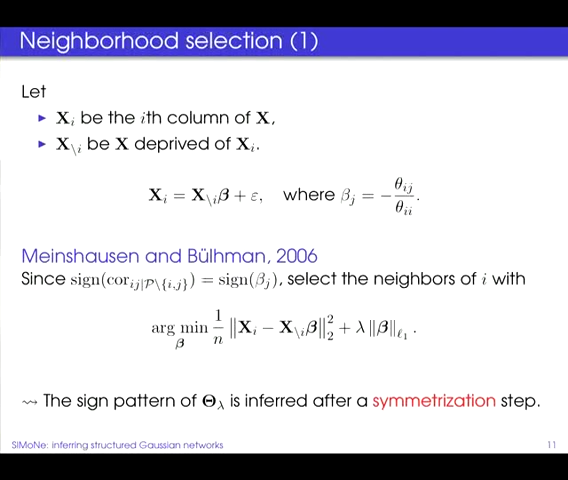 Neighborhood selection (1)
Let
▶ X_i be the ith column of X,
▶ X_\i be X deprived of X_i.
X_i = X_\i β + ε, where β_j = − θ_ij / θ_ii .
Meinshausen and Bülhman, 2006
Since sign(cor_ij|P\{i,j}) = sign(β_j), select the neighbors of i with
arg min_β 1/n ‖X_i − X_\i β‖_2^2 + λ ‖β‖_ℓ1 .
⇝ The sign pattern of Θ_λ is inferred after a symmetrization step.
SIMoNe: inferring structured Gaussian networks 11